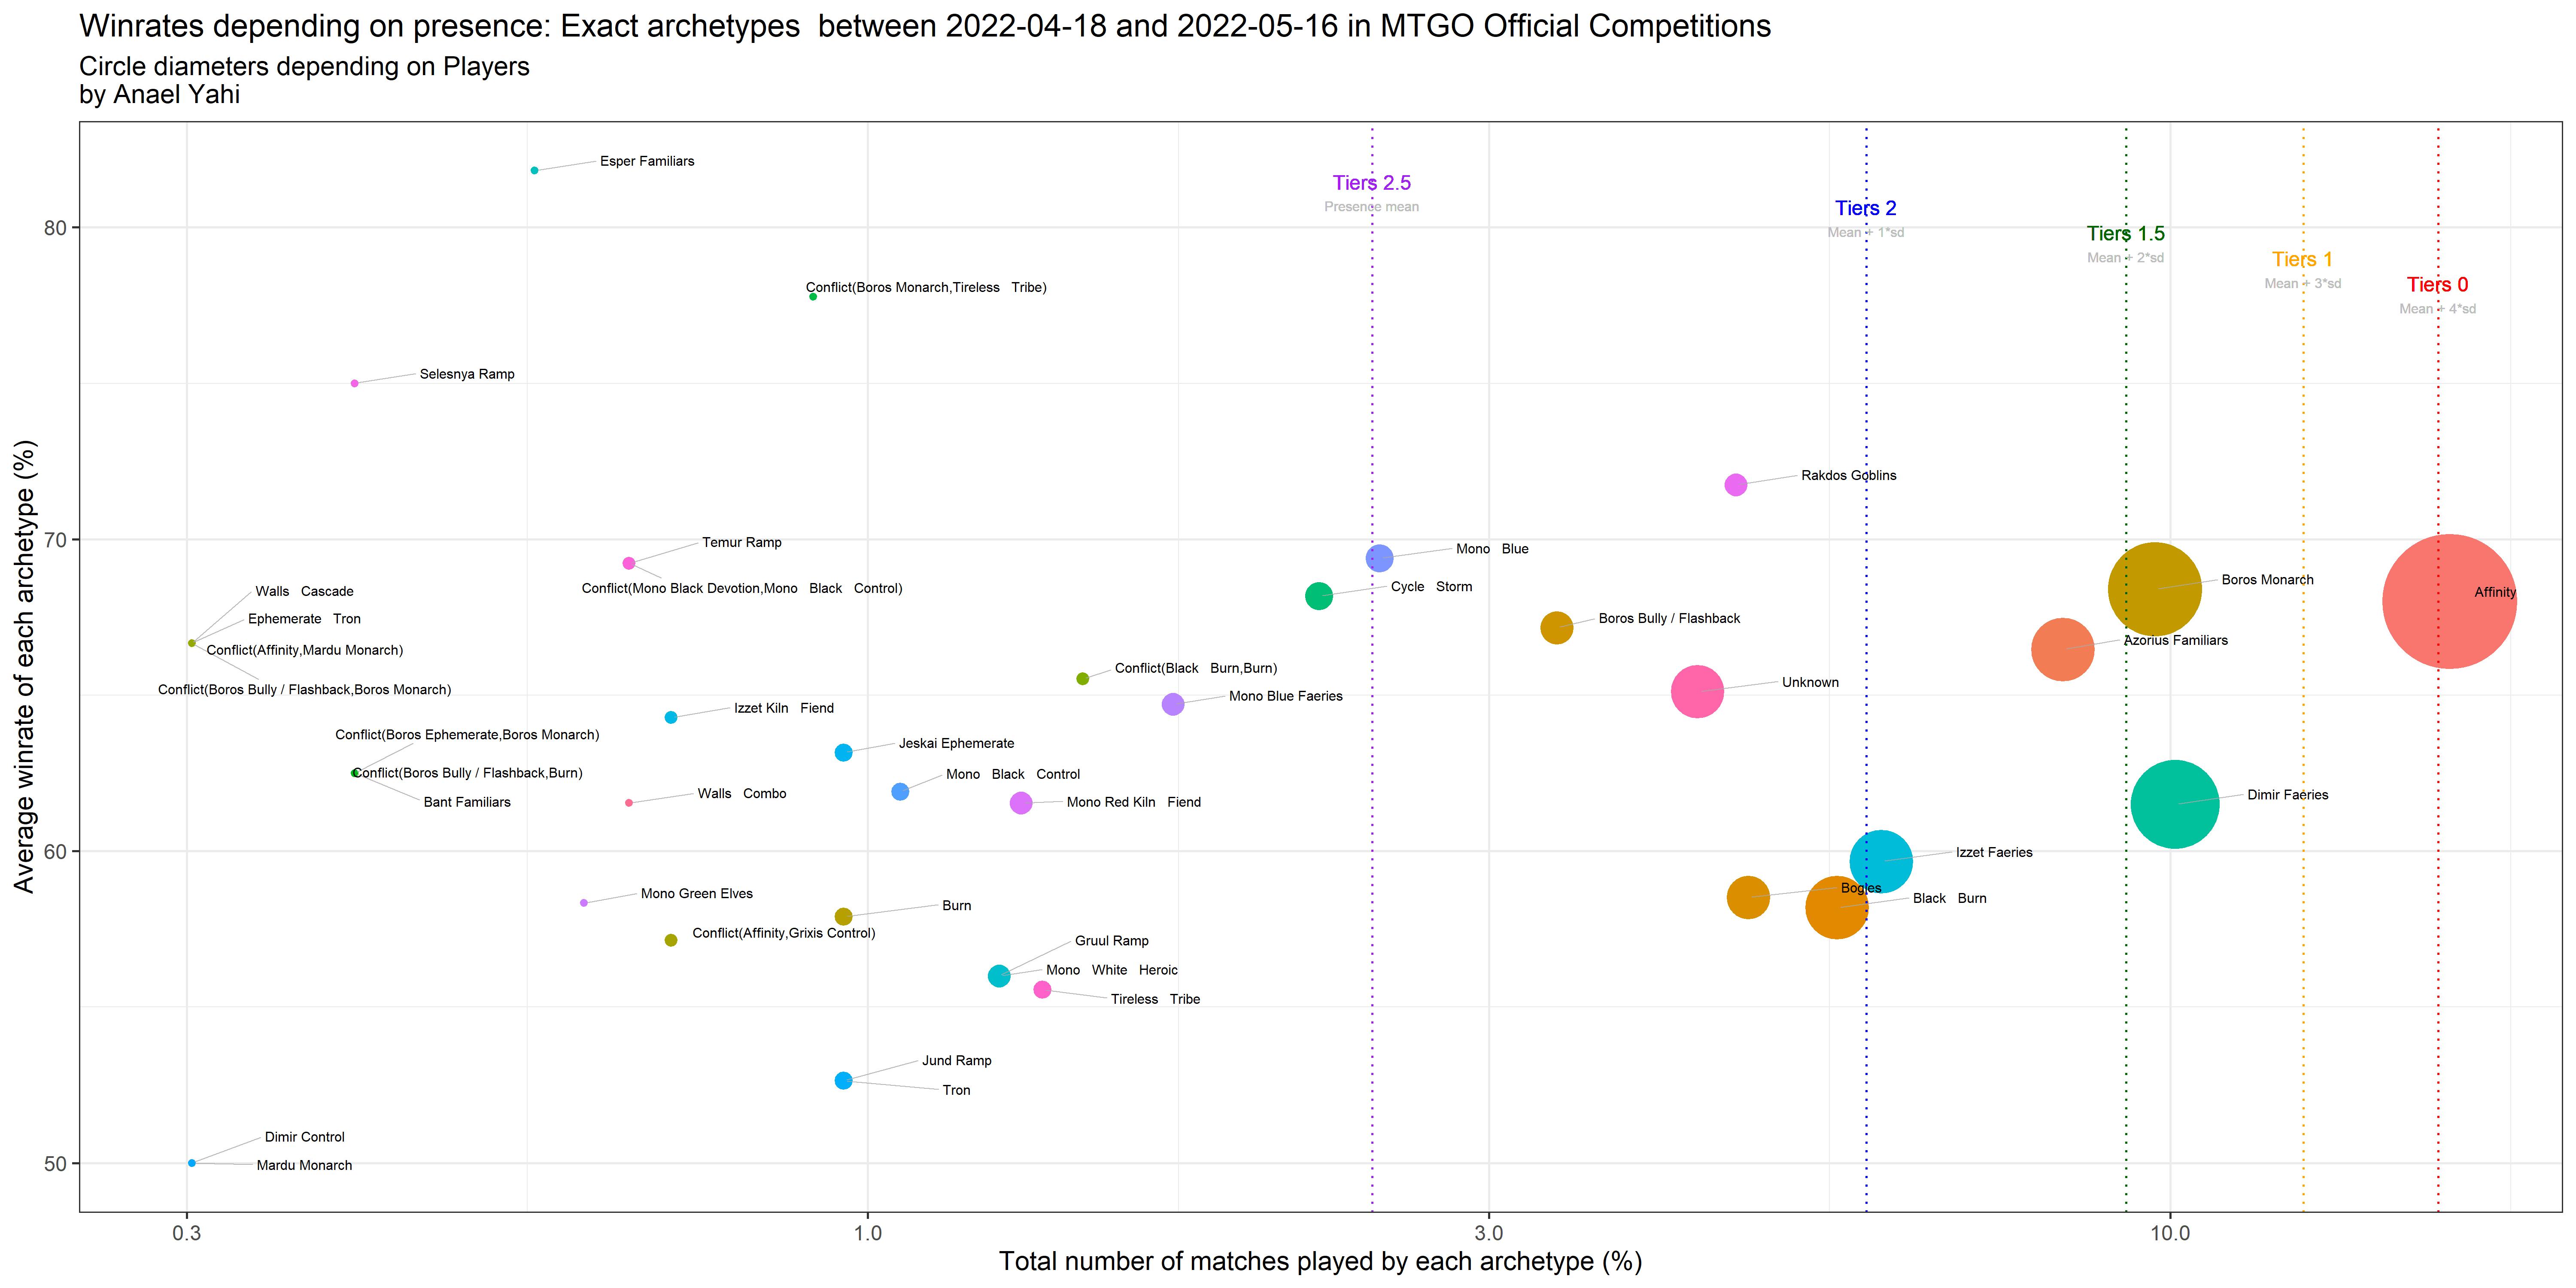 Winrates depending on presence: Exact archetypes  between 2022-04-18 and 2022-05-16 in MTGO Official Competitions
Circle diameters depending on Players
by Anael Yahi
Average winrate of each archetype (%)
80
70
60
50
Esper Familiars
Tiers 2.5
Presence mean
Tiers 2
Mean + 1*sd
Tiers 1.5
Mean + 2*sd
Tiers 1
Mean + 3*sd
Tiers 0
Mean + 4*sd
Conflict(Boros Monarch,Tireless   Tribe)
Selesnya Ramp
Rakdos Goblins
Temur Ramp
Mono   Blue
Conflict(Mono Black Devotion,Mono   Black   Control)
Cycle   Storm
Boros Monarch
Affinity
Walls   Cascade
Ephemerate   Tron
Boros Bully / Flashback
Azorius Familiars
Conflict(Affinity,Mardu Monarch)
Conflict(Black   Burn,Burn)
Unknown
Conflict(Boros Bully / Flashback,Boros Monarch)
Mono Blue Faeries
Izzet Kiln   Fiend
Conflict(Boros Ephemerate,Boros Monarch)
Jeskai Ephemerate
Conflict(Boros Bully / Flashback,Burn)
Mono   Black   Control
Bant Familiars
Walls   Combo
Mono Red Kiln   Fiend
Dimir Faeries
Izzet Faeries
Mono Green Elves
Bogles
Black   Burn
Burn
Conflict(Affinity,Grixis Control)
Gruul Ramp
Mono   White   Heroic
Tireless   Tribe
Jund Ramp
Tron
Dimir Control
Mardu Monarch
0.3
1.0
3.0
10.0
Total number of matches played by each archetype (%)